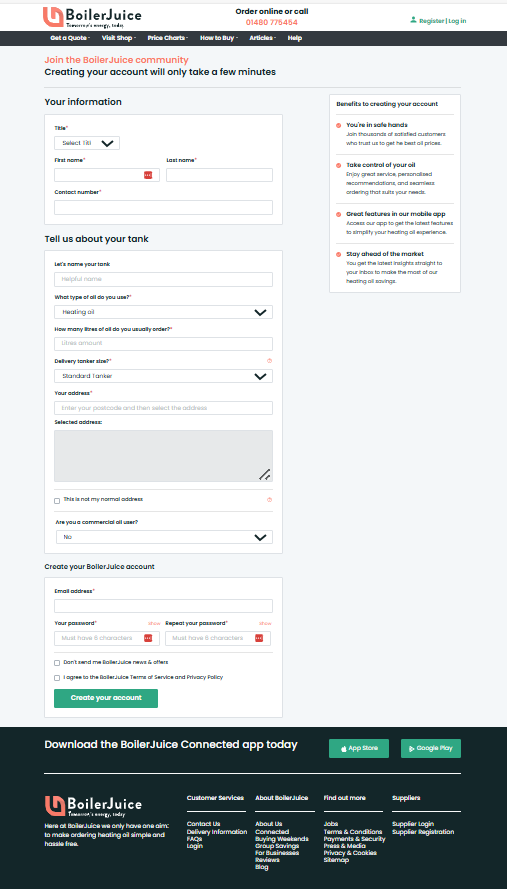 BoilerJuice
Tomorrow's energy, today
Order online or call
01480 775454
Register | Log in
Get a Quote
Visit Shop
Price Charts
How to Buy
Articles
Help
Join the BoilerJuice community
Creating your account will only take a few minutes
Your information
Title*
Select Titl
First name*
Last name*
Contact number*
Benefits to creating your account
You're in safe hands
Join thousands of satisfied customers
who trust us to get he best oil prices.
Take control of your oil
Enjoy great service, personalised
recommendations, and seamless
ordering that suits your needs.
Great features in our mobile app
Access our app to get the latest features
to simplify your heating oil experience.
Stay ahead of the market
You get the latest insights straight to
your inbox to make the most of our
heating oil savings.
Tell us about your tank
Let's name your tank
Helpful name
What type of oil do you use?*
Heating oil
How many litres of oil do you usually order?*
Litres amount
Delivery tanker size?*
Standard Tanker
Your address*
Enter your postcode and then select the address
Selected address:
This is not my normal address
Are you a commercial oil user?
No
Create your BoilerJuice account
Email address*
Your password*
Show
Repeat your password*
Show
Must have 8 characters
Must have 8 characters
Don't send me BoilerJuice news & offers
I agree to the BoilerJuice Terms of Service and Privacy Policy
Create your account
Download the BoilerJuice Connected app today
App Store
Google Play
BoilerJuice
Tomorrow's energy, today
Here at BoilerJuice we only have one aim:
to make ordering heating oil simple and
hassle free.
Customer Services
Contact Us
Delivery Information
FAQs
Login
About BoilerJuice
About Us
Connected
Buying Weekends
Group Savings
For Businesses
Reviews
Blog
Find out more
Jobs
Terms & Conditions
Payments & Security
Press & Media
Privacy & Cookies
Sitemap
Suppliers
Supplier Login
Supplier Registration